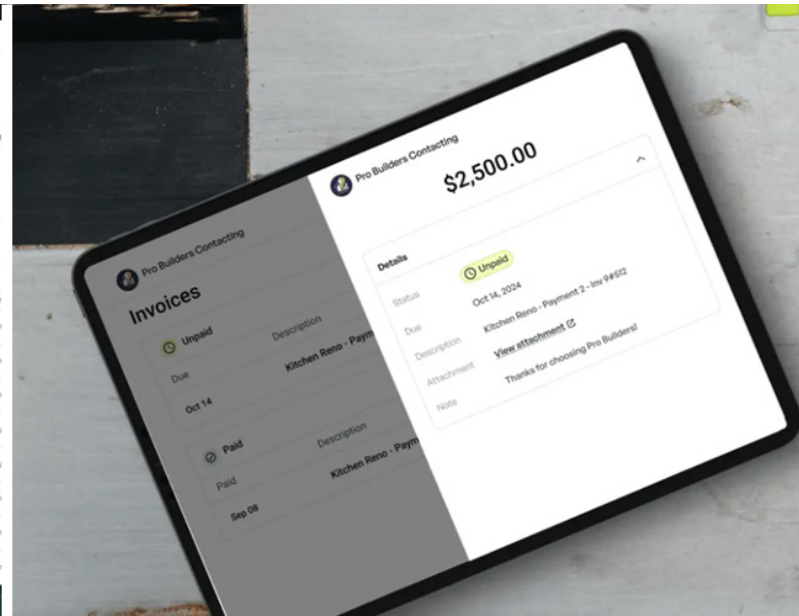 Pro Builders Contacting
Invoices
Unpaid
Due
Description
Oct 14
Kitchen Reno - Paym
Paid
Paid
Description
Sep 08
Kitchen Reno - Paym
Pro Builders Contacting
$2,500.00
Details
Status
Unpaid
Due
Oct 14, 2024
Description
Kitchen Reno - Payment 2 - Inv 9#512
Attachment
View attachment
Note
Thanks for choosing Pro Builders!